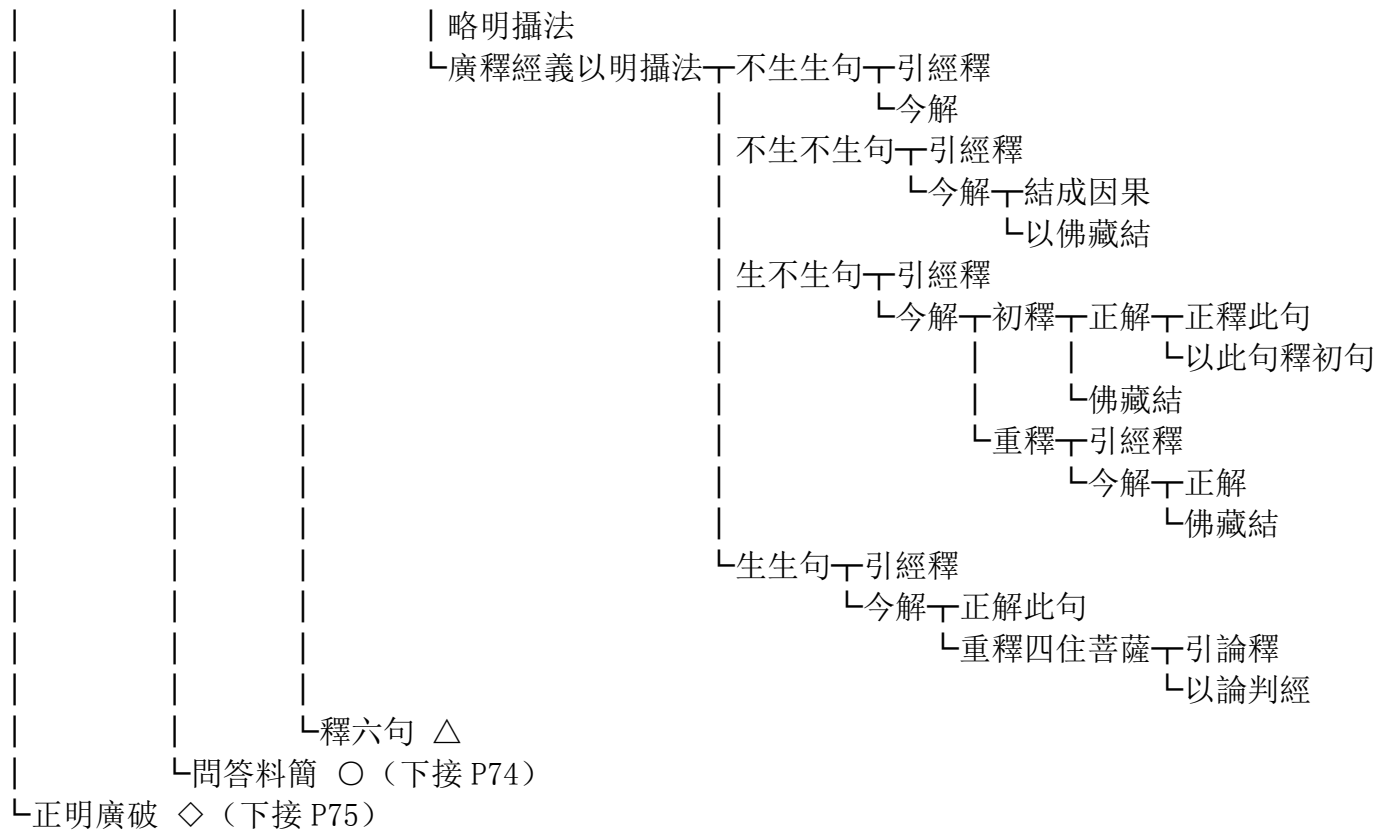 略明攝法
廣釋經義以明攝法 不生生句 引經釋
今解
不生不生句 引經釋
今解 結成因果
以佛藏結
生不生句 引經釋
今解 初釋 正解 正釋此句
以此句釋初句
佛藏結
重釋 引經釋
今解 正解
佛藏結
生生句 引經釋
今解 正解此句
重釋四住菩薩 引論釋
以論判經
釋六句 △
問答料簡 ○（下接 P74）
正明廣破 ◇（下接 P75）